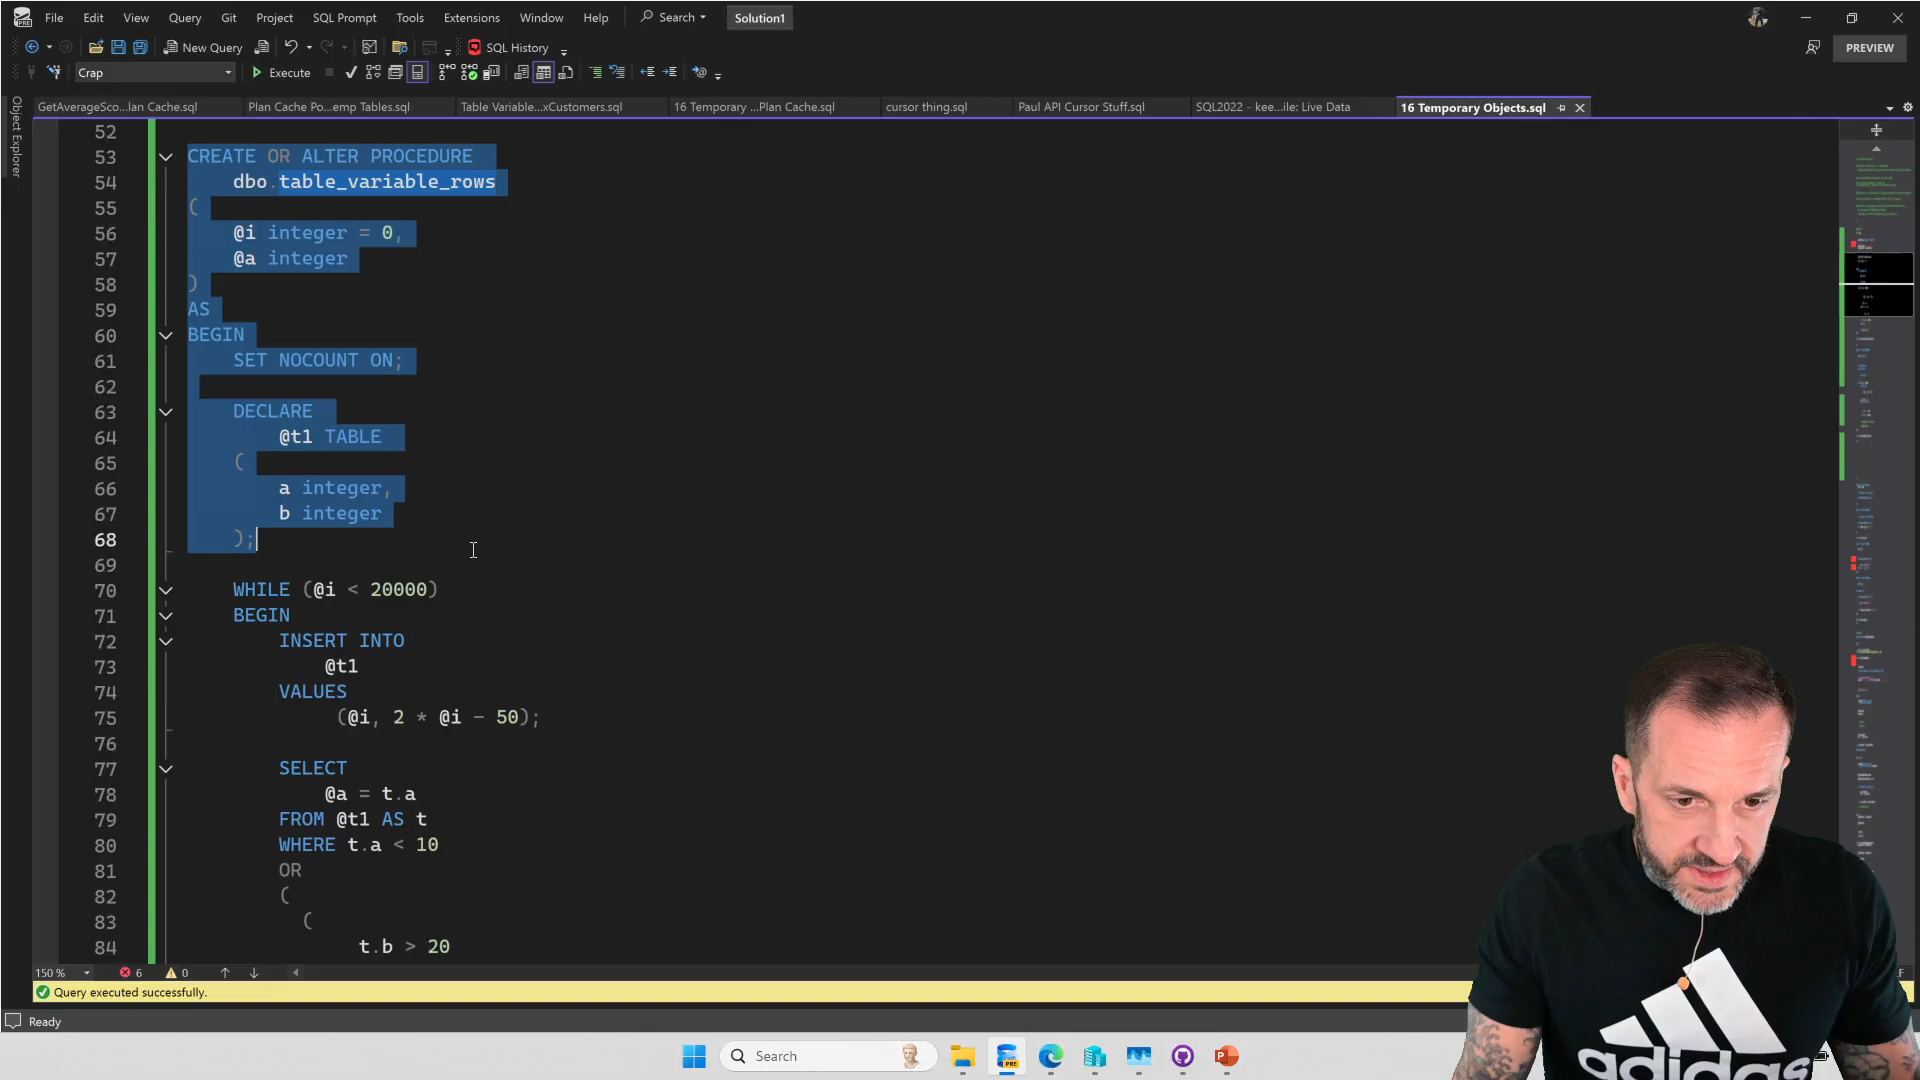 File Edit View Query Git Project SQL Prompt Tools Extensions Window Help Search Solution1
New Query SQL History PREVIEW
Crap Execute
GetAverageSco...lan Cache.sql Plan Cache Po...emp Tables.sql Table Variable...xCustomers.sql 16 Temporary ...Plan Cache.sql cursor thing.sql Paul API Cursor Stuff.sql SQL2022 - kee...ile: Live Data 16 Temporary Objects.sql
Object Explorer
52
53 CREATE OR ALTER PROCEDURE
54 dbo.table_variable_rows
55 (
56 @i integer = 0,
57 @a integer
58 )
59 AS
60 BEGIN
61 SET NOCOUNT ON;
62
63 DECLARE
64 @t1 TABLE
65 (
66 a integer,
67 b integer
68 );
69
70 WHILE (@i < 20000)
71 BEGIN
72 INSERT INTO
73 @t1
74 VALUES
75 (@i, 2 * @i - 50);
76
77 SELECT
78 @a = t.a
79 FROM @t1 AS t
80 WHERE t.a < 10
81 OR
82 (
83 (
84 t.b > 20
150 % 6 0
Query executed successfully.
Ready
Search
PRE
adidas